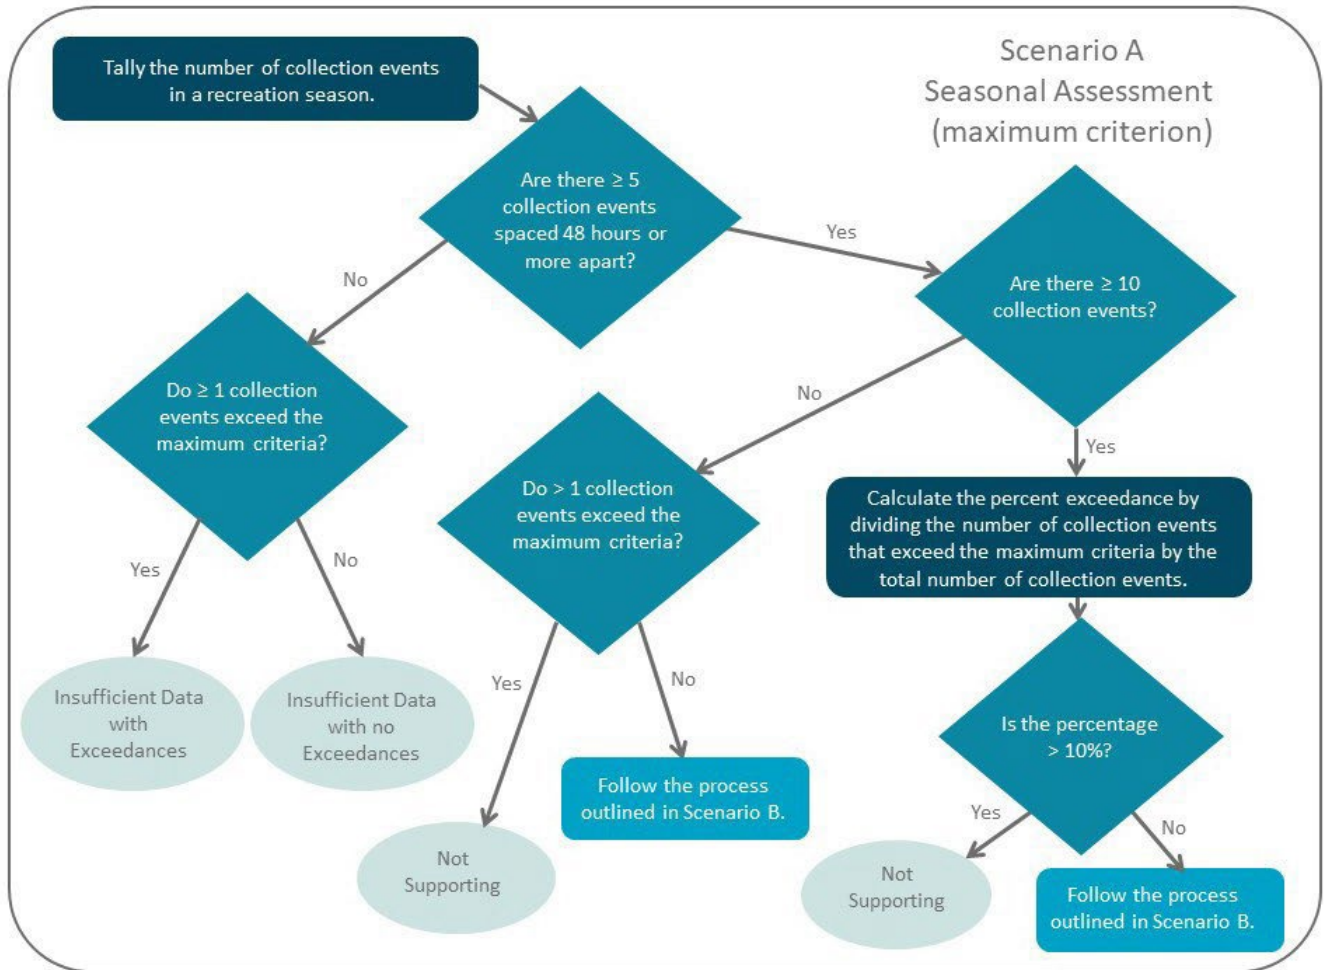 Scenario A
Seasonal Assessment
(maximum criterion)
Tally the number of collection events
in a recreation season.
Are there ≥ 5
collection events
spaced 48 hours or
more apart?
Yes
No
Are there ≥ 10
collection events?
Do ≥ 1 collection
events exceed the
maximum criteria?
No
Yes
Do > 1 collection
events exceed the
maximum criteria?
Calculate the percent exceedance by
dividing the number of collection events
that exceed the maximum criteria by the
total number of collection events.
Yes
No
Insufficient Data
with
Exceedances
Insufficient Data
with no
Exceedances
Yes
No
Is the percentage
> 10%?
Follow the process
outlined in Scenario B.
Not
Supporting
Yes
No
Not
Supporting
Follow the process
outlined in Scenario B.